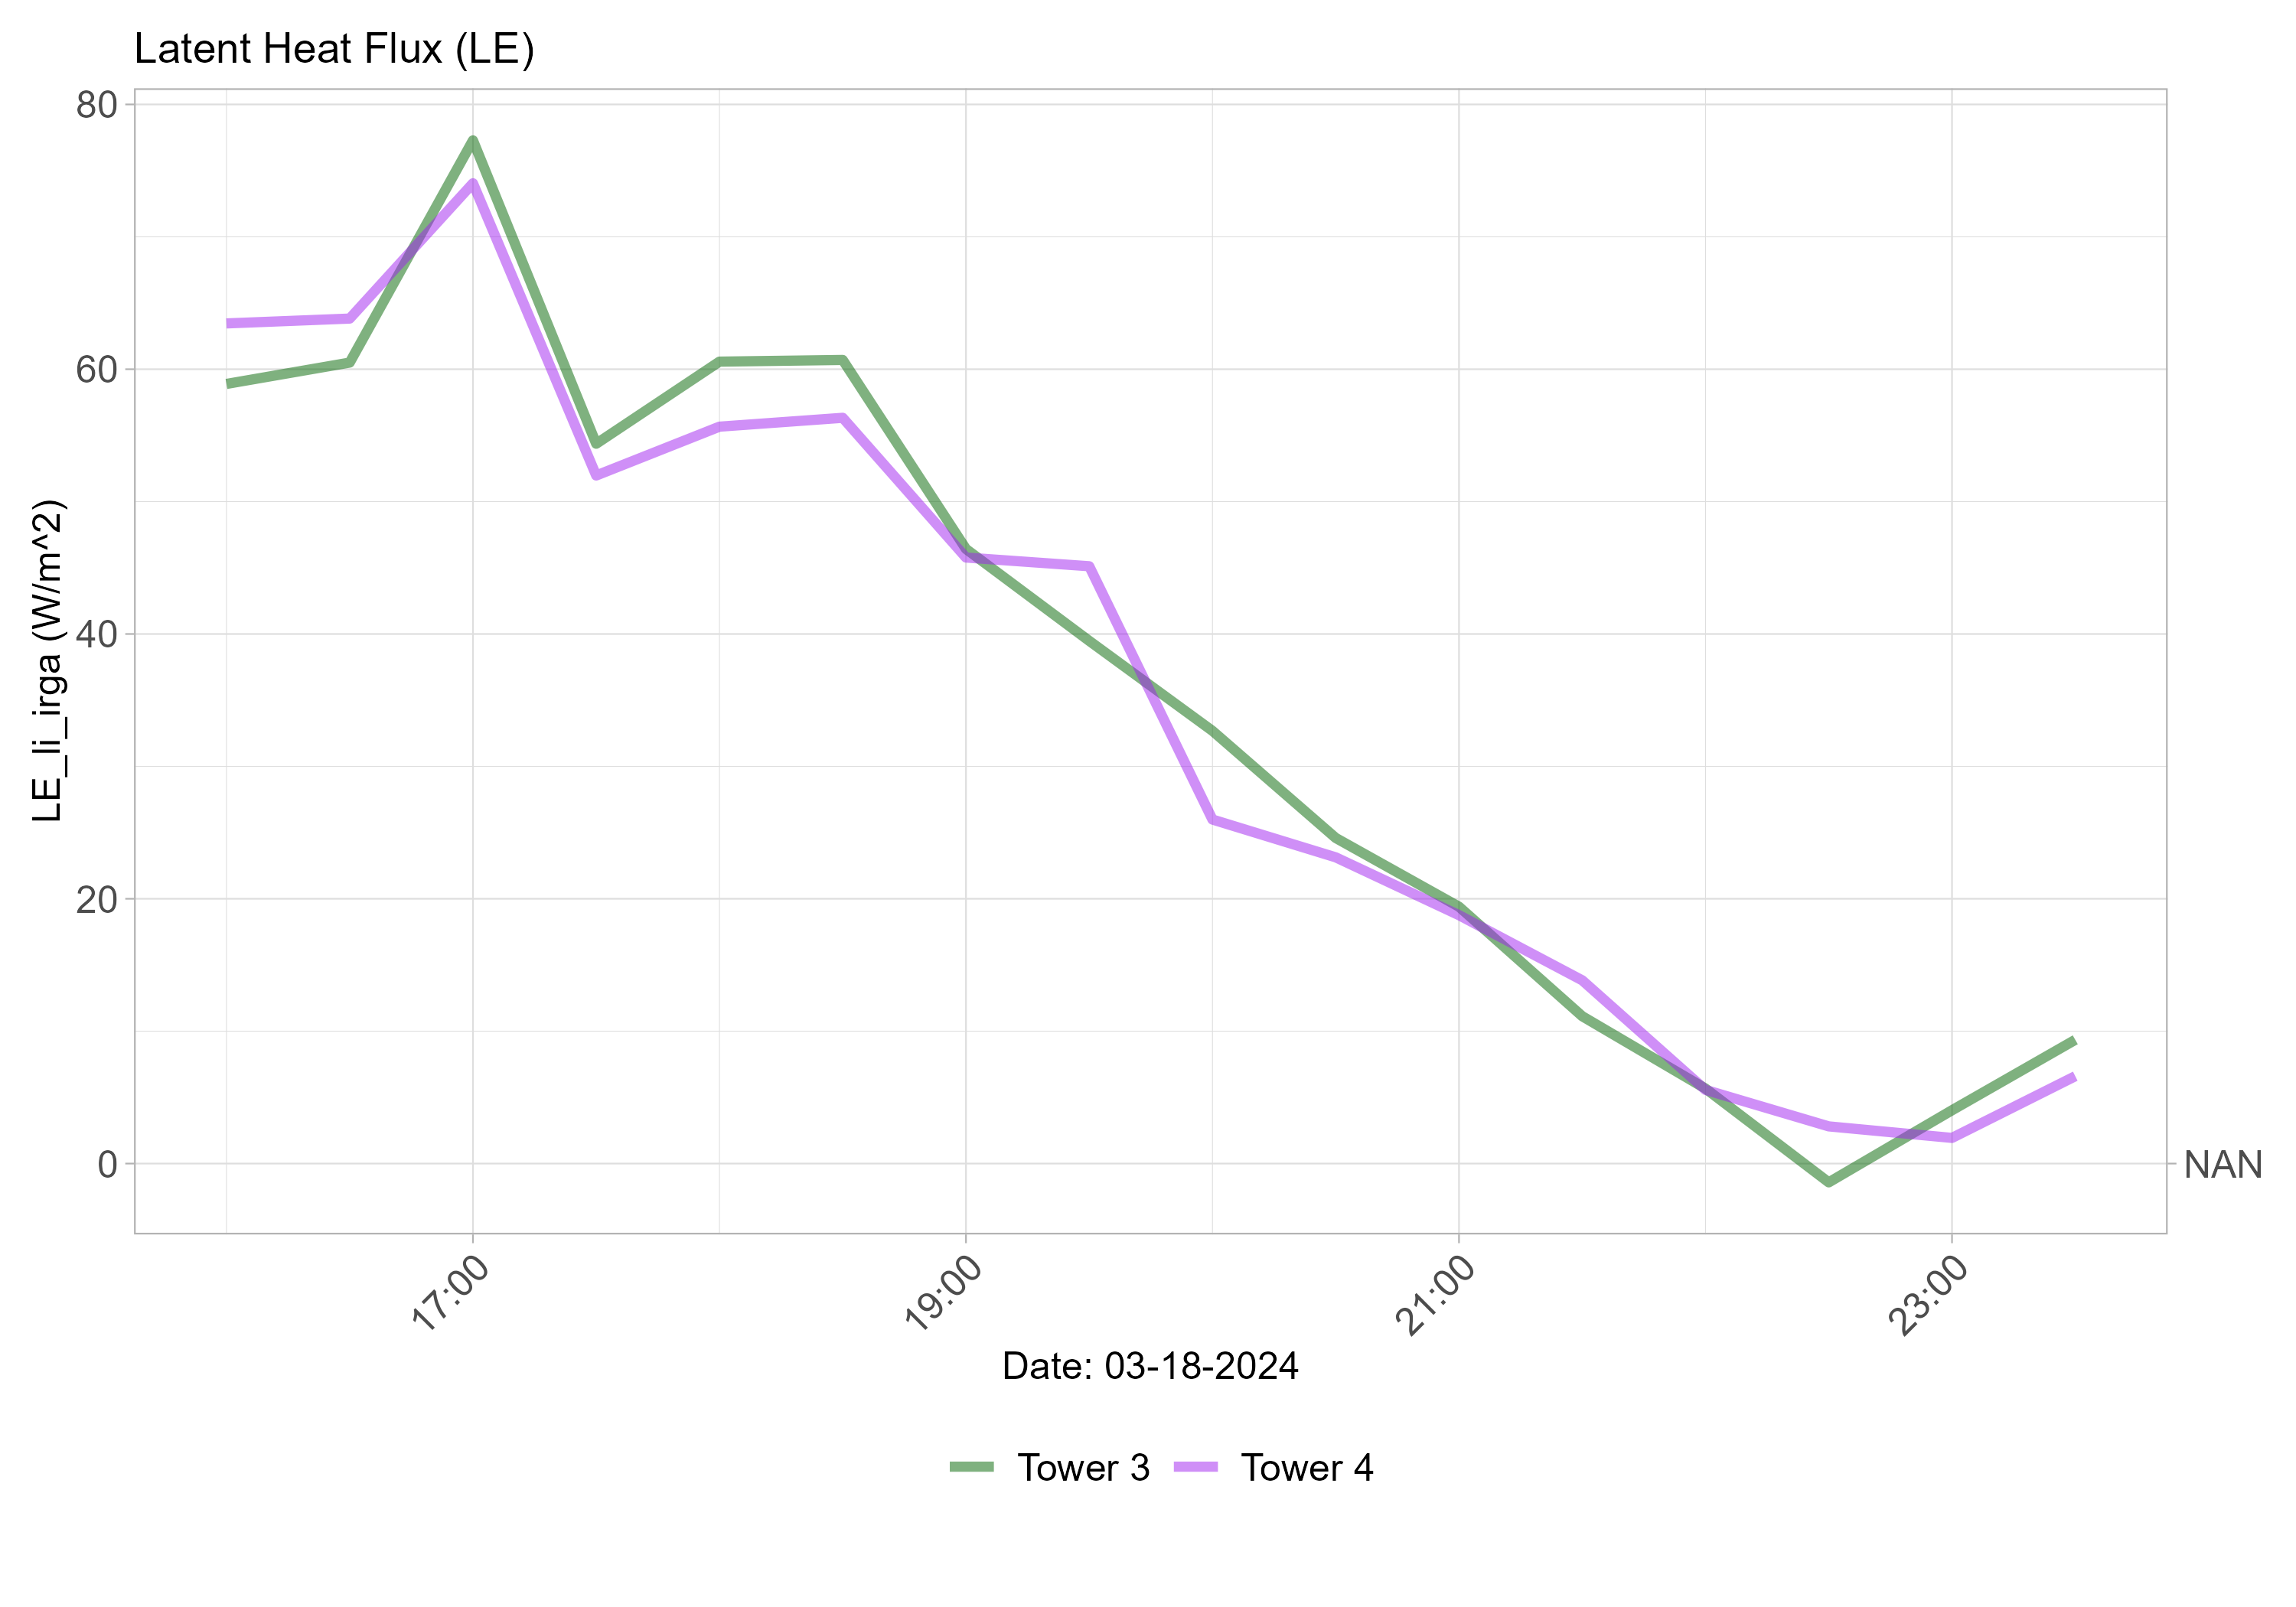 Latent Heat Flux (LE)
80
60
40
20
0
LE_li_irga (W/m^2)
NAN
17:00
19:00
21:00
23:00
Date: 03-18-2024
Tower 3
Tower 4